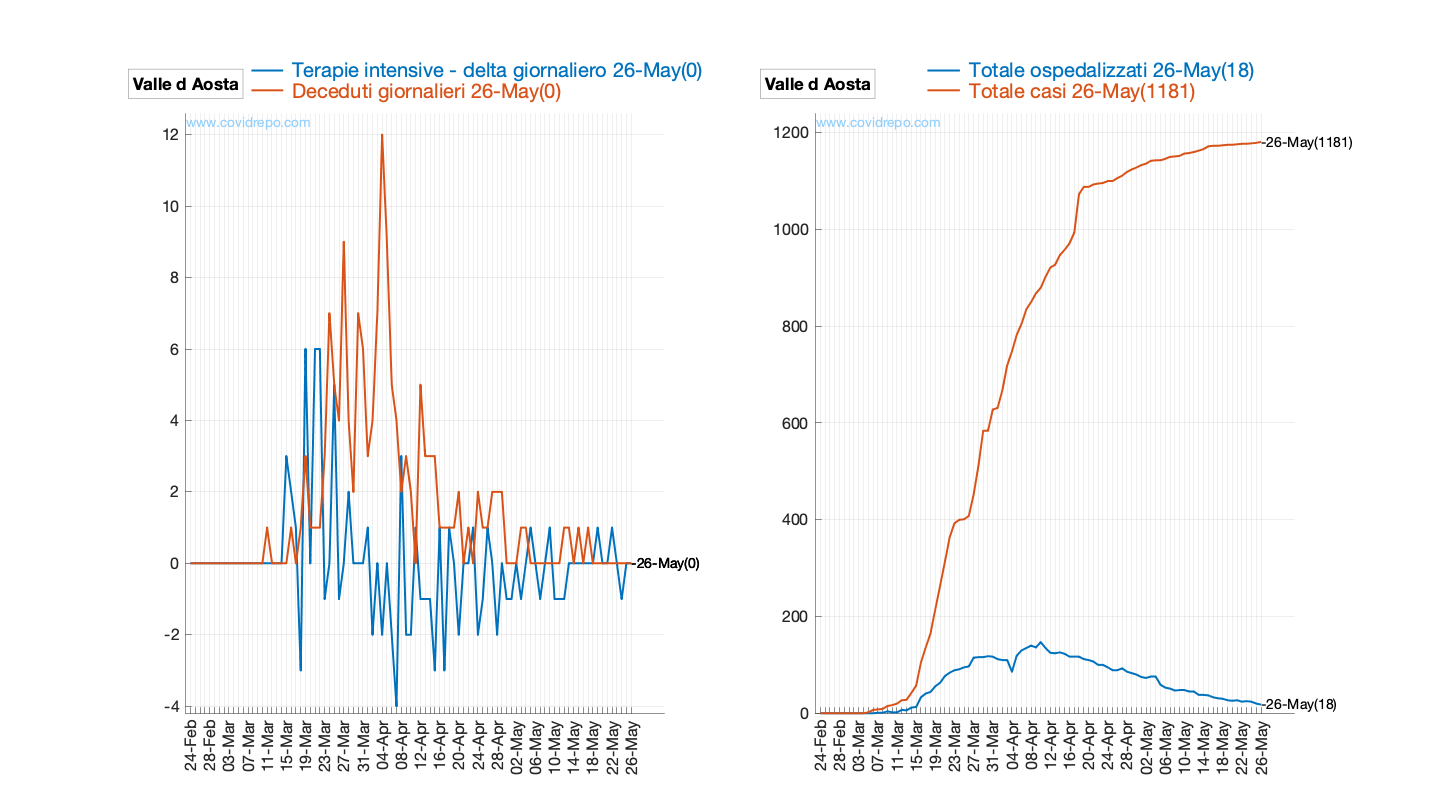 Valle d Aosta
Terapie intensive - delta giornaliero 26-May(0)
Deceduti giornalieri 26-May(0)
www.covidrepo.com
12
10
8
6
4
2
0
-2
-4
-26-May(0)
24-Feb
28-Feb
03-Mar
07-Mar
11-Mar
15-Mar
19-Mar
23-Mar
27-Mar
31-Mar
04-Apr
08-Apr
12-Apr
16-Apr
20-Apr
24-Apr
28-Apr
02-May
06-May
10-May
14-May
18-May
22-May
26-May
Valle d Aosta
Totale ospedalizzati 26-May(18)
Totale casi 26-May(1181)
www.covidrepo.com
1200
1000
800
600
400
200
0
-26-May(1181)
-26-May(18)
24-Feb
28-Feb
03-Mar
07-Mar
11-Mar
15-Mar
19-Mar
23-Mar
27-Mar
31-Mar
04-Apr
08-Apr
12-Apr
16-Apr
20-Apr
24-Apr
28-Apr
02-May
06-May
10-May
14-May
18-May
22-May
26-May